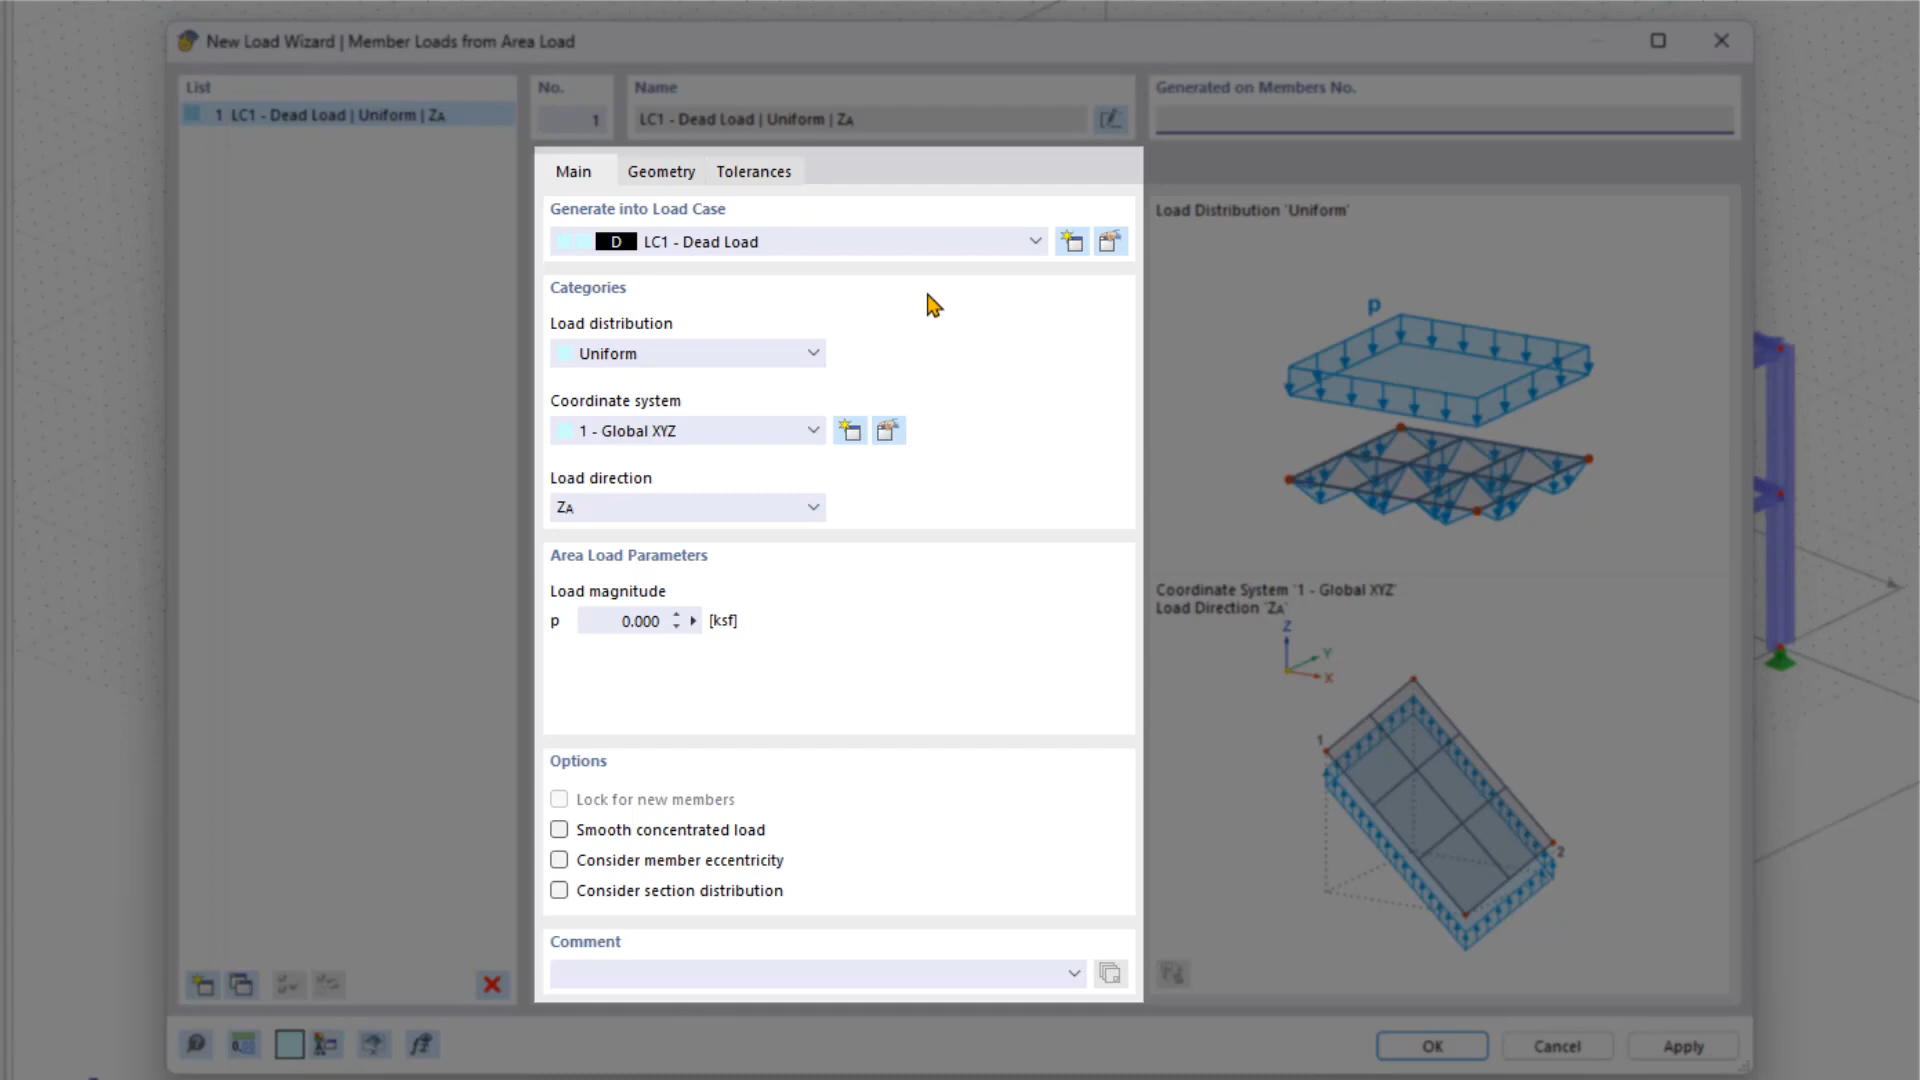 New Load Wizard | Member Loads from Area Load
List
1 LC1 - Dead Load | Uniform | ZA
No.
1
Name
LC1 - Dead Load | Uniform | ZA
Generated on Members No.
Main
Geometry
Tolerances
Generate into Load Case
D LC1 - Dead Load
Categories
Load distribution
Uniform
Coordinate system
1 - Global XYZ
Load direction
ZA
Area Load Parameters
Load magnitude
p 0.000 [ksf]
Options
Lock for new members
Smooth concentrated load
Consider member eccentricity
Consider section distribution
Comment
Load Distribution 'Uniform'
p
Coordinate System '1 - Global XYZ'
Load Direction 'ZA'
Z
Y
X
1
2
OK
Cancel
Apply